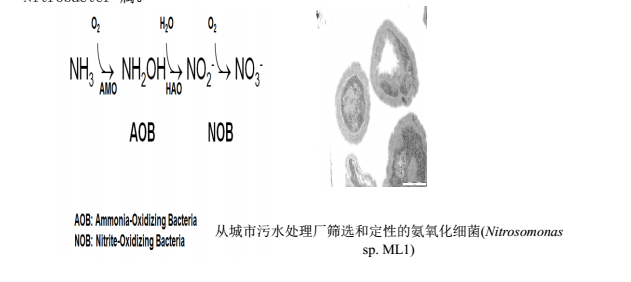 Nitrobacter 属。
O₂ H₂O O₂
NH₃ NH₂OH NO₂⁻ NO₃⁻
AMO HAO
AOB NOB
AOB: Ammonia-Oxidizing Bacteria
NOB: Nitrite-Oxidizing Bacteria
从城市污水处理厂筛选和定性的氨氧化细菌(Nitrosomonas
sp. ML1)